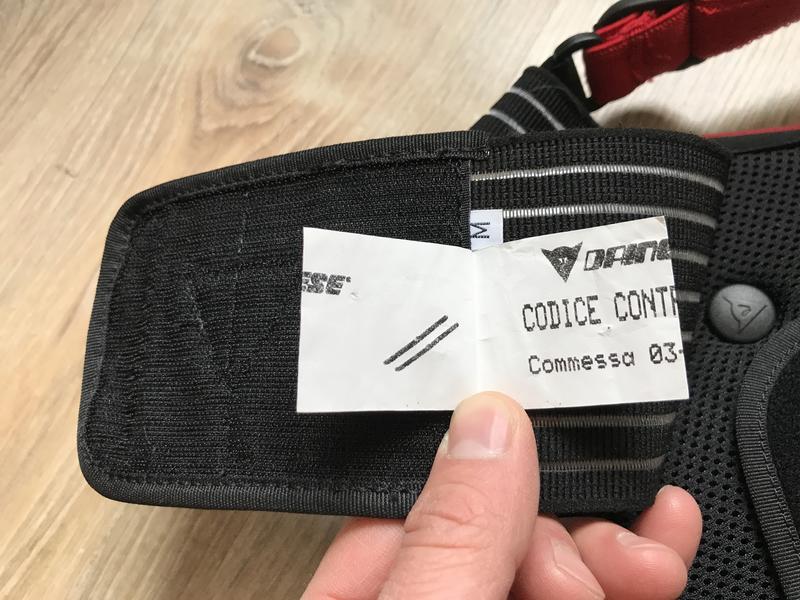 M
ESE®
DAINE
CODICE CONTR
Commessa 03-